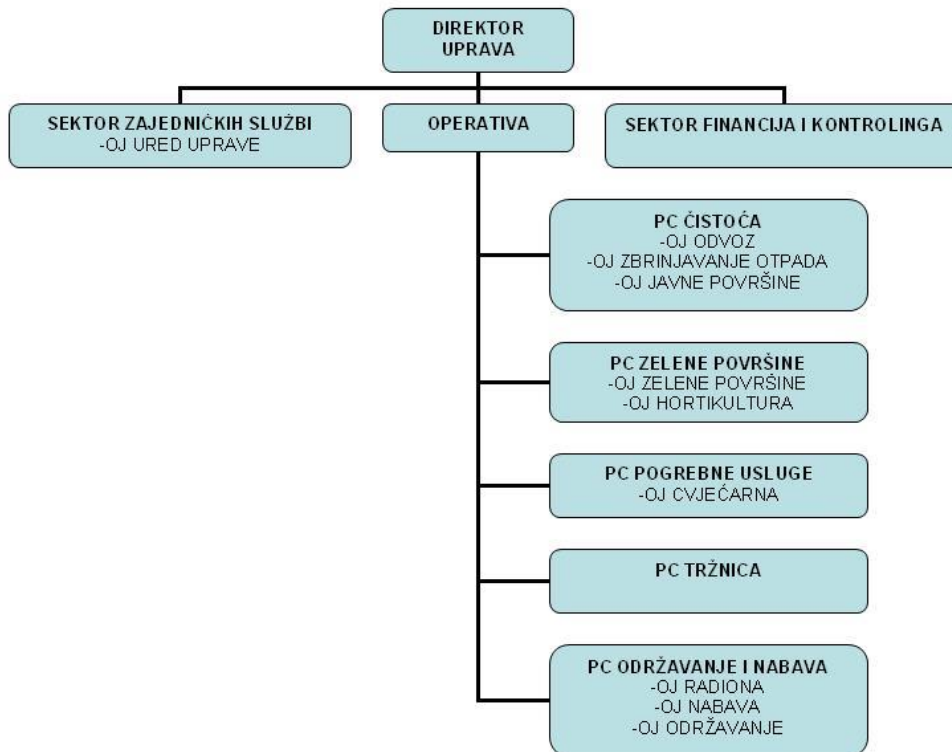 DIREKTOR
UPRAVA
SEKTOR ZAJEDNIČKIH SLUŽBI
-OJ URED UPRAVE
OPERATIVA
SEKTOR FINANCIJA I KONTROLINGA
PC ČISTOĆA
-OJ ODVOZ
-OJ ZBRINJAVANJE OTPADA
-OJ JAVNE POVRŠINE
PC ZELENE POVRŠINE
-OJ ZELENE POVRŠINE
-OJ HORTIKULTURA
PC POGREBNE USLUGE
-OJ CVJEĆARNA
PC TRŽNICA
PC ODRŽAVANJE I NABAVA
-OJ RADIONA
-OJ NABAVA
-OJ ODRŽAVANJE